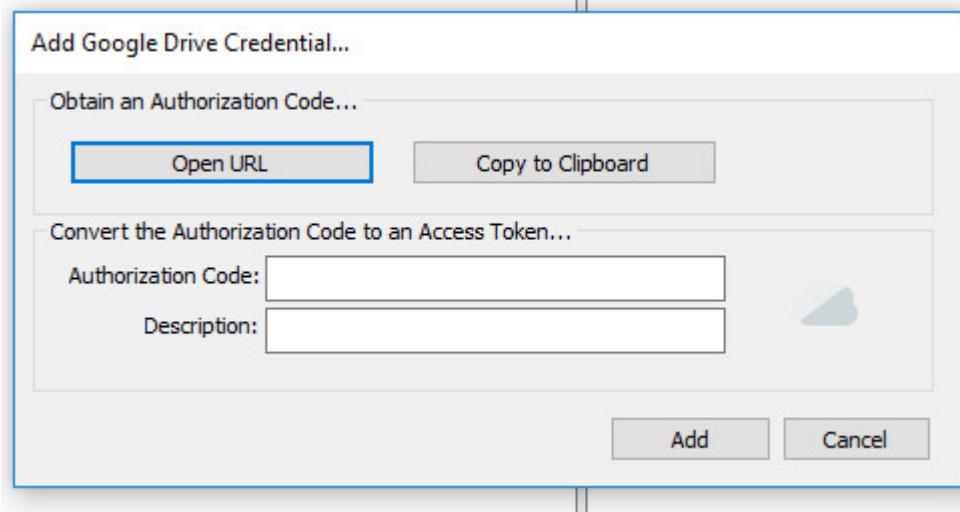 Add Google Drive Credential...
Obtain an Authorization Code...
Open URL
Copy to Clipboard
Convert the Authorization Code to an Access Token...
Authorization Code:
Description:
Add
Cancel